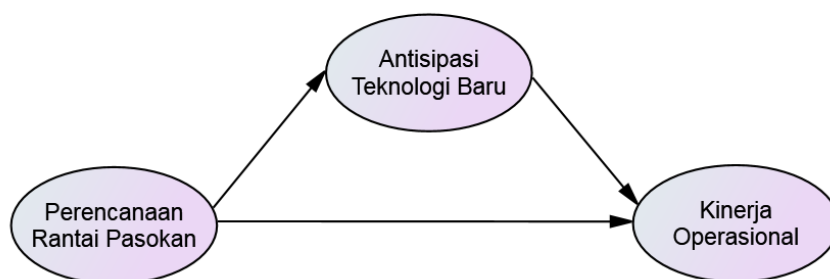 Antisipasi
Teknologi Baru
Perencanaan
Rantai Pasokan
Kinerja
Operasional